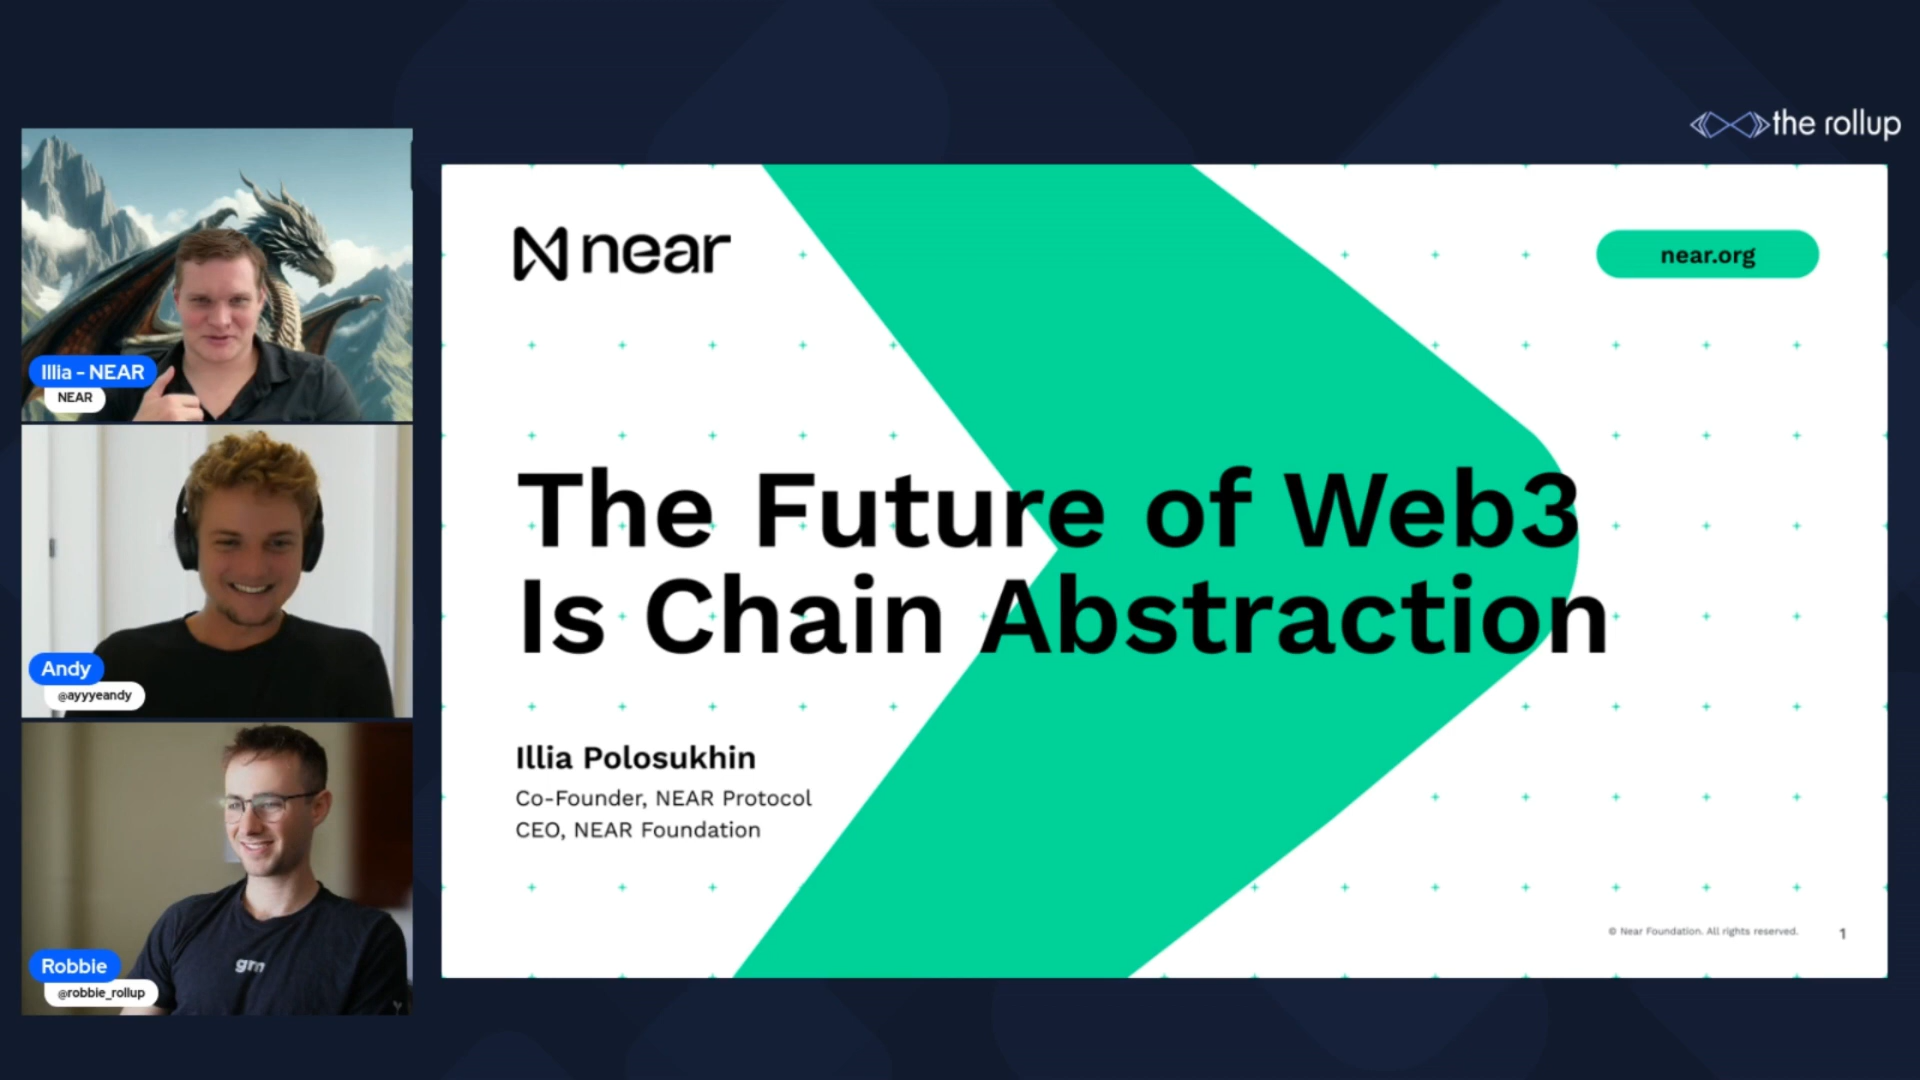 the rollup
Illia - NEAR
NEAR
Andy
@ayyyeandy
Robbie
@robbie_rollup
gm
near
near.org
The Future of Web3
Is Chain Abstraction
Illia Polosukhin
Co-Founder, NEAR Protocol
CEO, NEAR Foundation
© Near Foundation. All rights reserved.
1